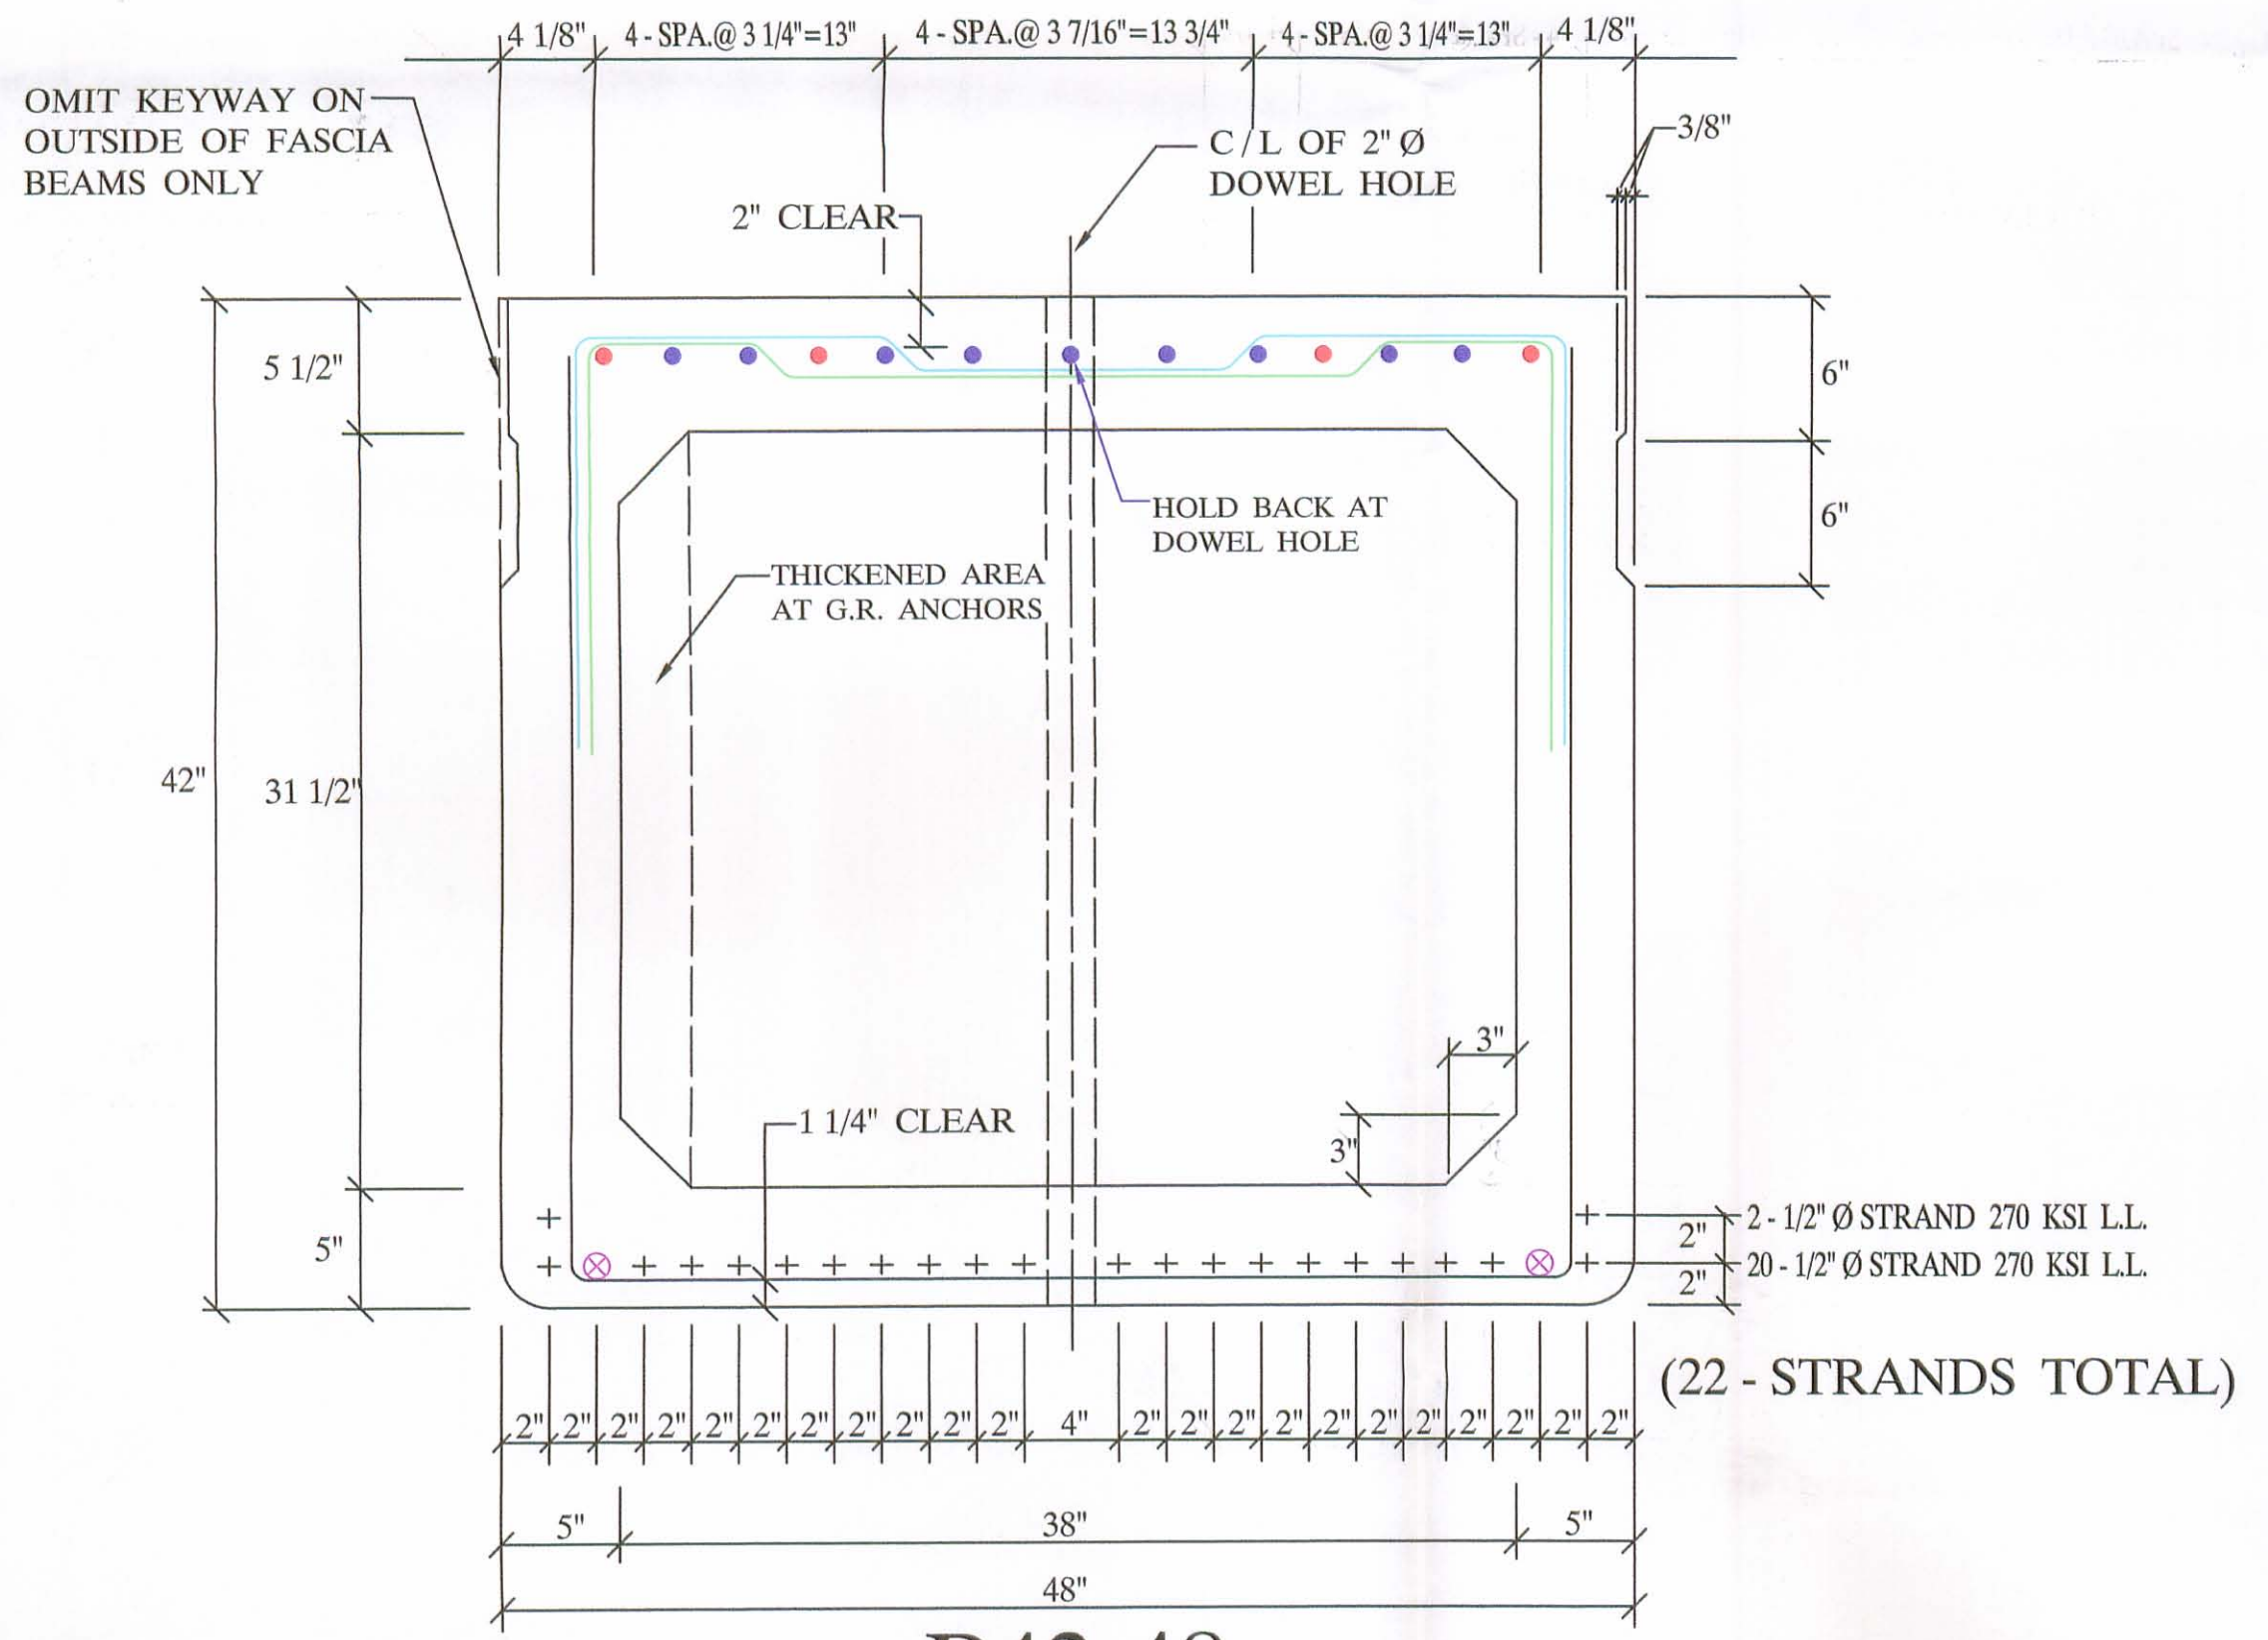 4 1/8" 4 - SPA.@ 3 1/4"=13" 4 - SPA.@ 3 7/16"=13 3/4" 4 - SPA.@ 3 1/4"=13" 4 1/8"
OMIT KEYWAY ON
OUTSIDE OF FASCIA
BEAMS ONLY
C/L OF 2" Ø
DOWEL HOLE
3/8"
2" CLEAR
5 1/2"
6"
HOLD BACK AT
DOWEL HOLE
6"
THICKENED AREA
AT G.R. ANCHORS
42"
31 1/2"
3"
1 1/4" CLEAR
3"
5"
2" 2 - 1/2" Ø STRAND 270 KSI L.L.
2" 20 - 1/2" Ø STRAND 270 KSI L.L.
(22 - STRANDS TOTAL)
2" 2" 2" 2" 2" 2" 2" 2" 2" 2" 2" 4" 2" 2" 2" 2" 2" 2" 2" 2" 2" 2" 2"
5" 38" 5"
48"